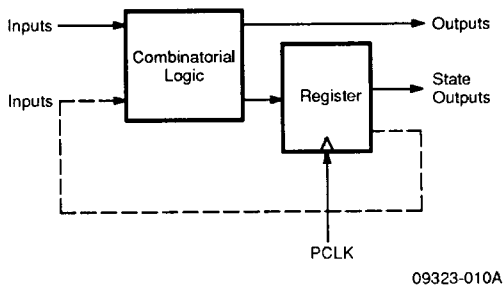 Inputs
Outputs
Combinatorial
Logic
Inputs
Register
State
Outputs
PCLK
09323-010A